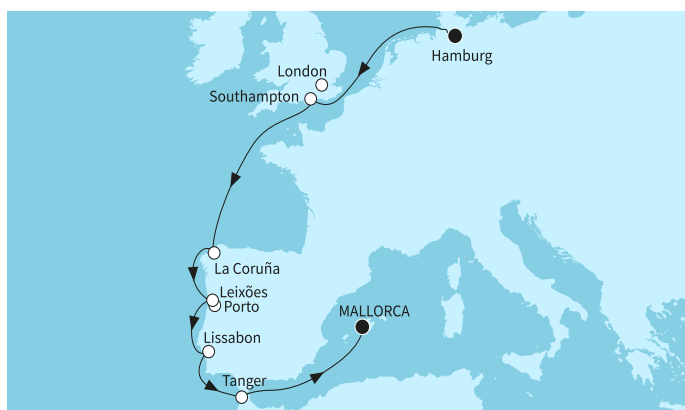 Hamburg
London
Southampton
La Coruña
Leixões
Porto
MALLORCA
Lissabon
Tanger